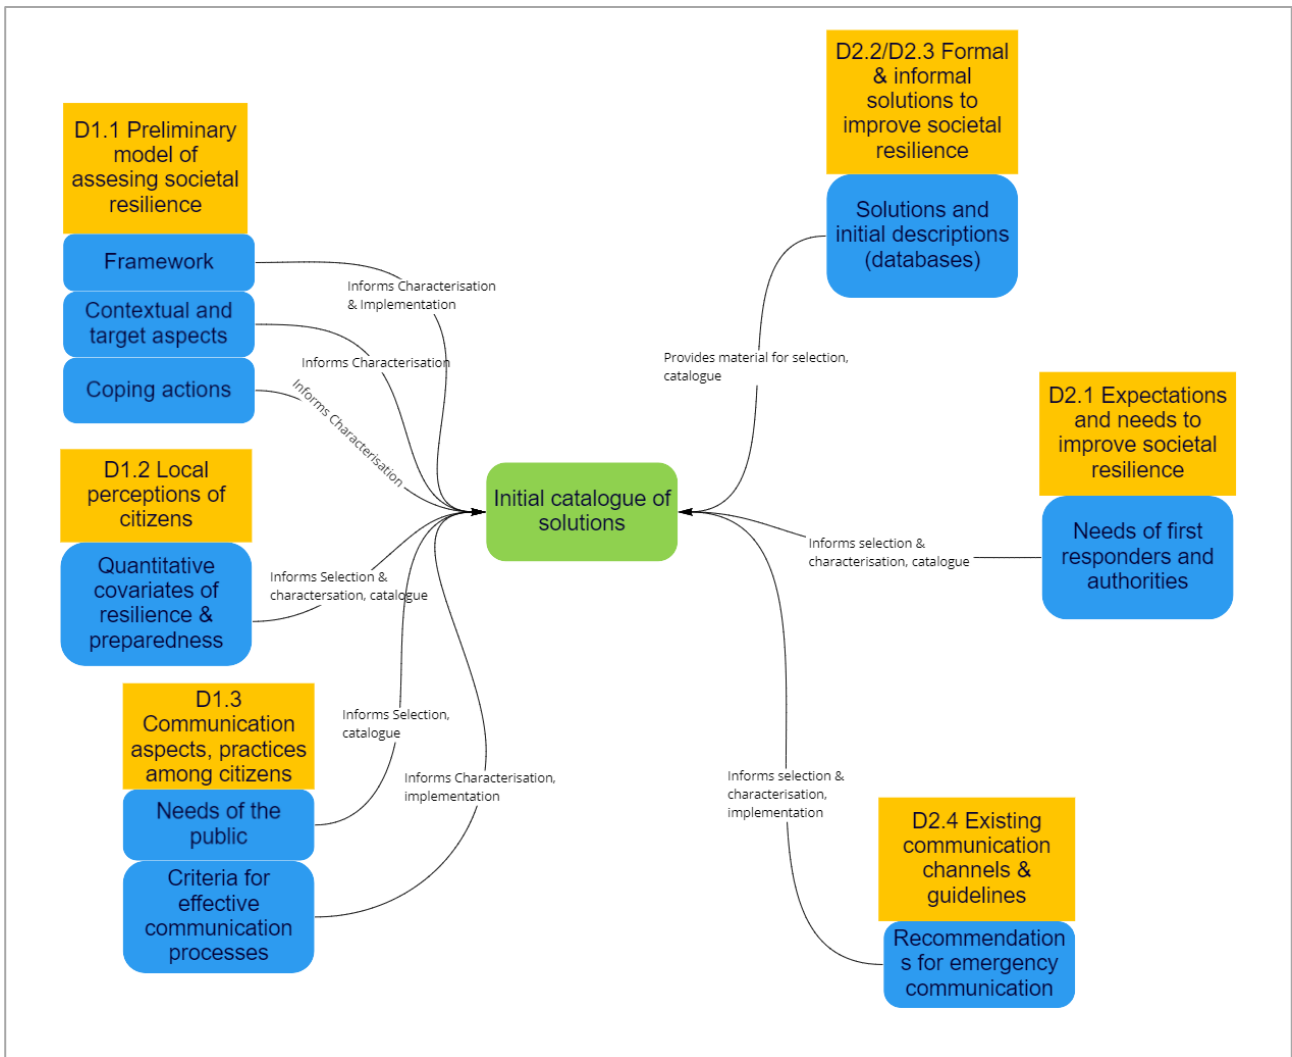 D1.1 Preliminary
model of
assesing societal
resilience
Framework
Contextual and
target aspects
Coping actions
Informs Characterisation
& Implementation
Informs Characterisation
Informs Characterisation
D1.2 Local
perceptions of
citizens
Quantitative
covariates of
resilience &
preparedness
Informs Selection &
charactersation, catalogue
D1.3
Communication
aspects, practices
among citizens
Needs of the
public
Criteria for
effective
communication
processes
Informs Selection,
catalogue
Informs Characterisation,
implementation
Initial catalogue of
solutions
D2.2/D2.3 Formal
& informal
solutions to
improve societal
resilience
Solutions and
initial descriptions
(databases)
Provides material for selection,
catalogue
D2.1 Expectations
and needs to
improve societal
resilience
Needs of first
responders and
authorities
Informs selection &
characterisation, catalogue
Informs selection &
characterisation,
implementation
D2.4 Existing
communication
channels &
guidelines
Recommendation
s for emergency
communication